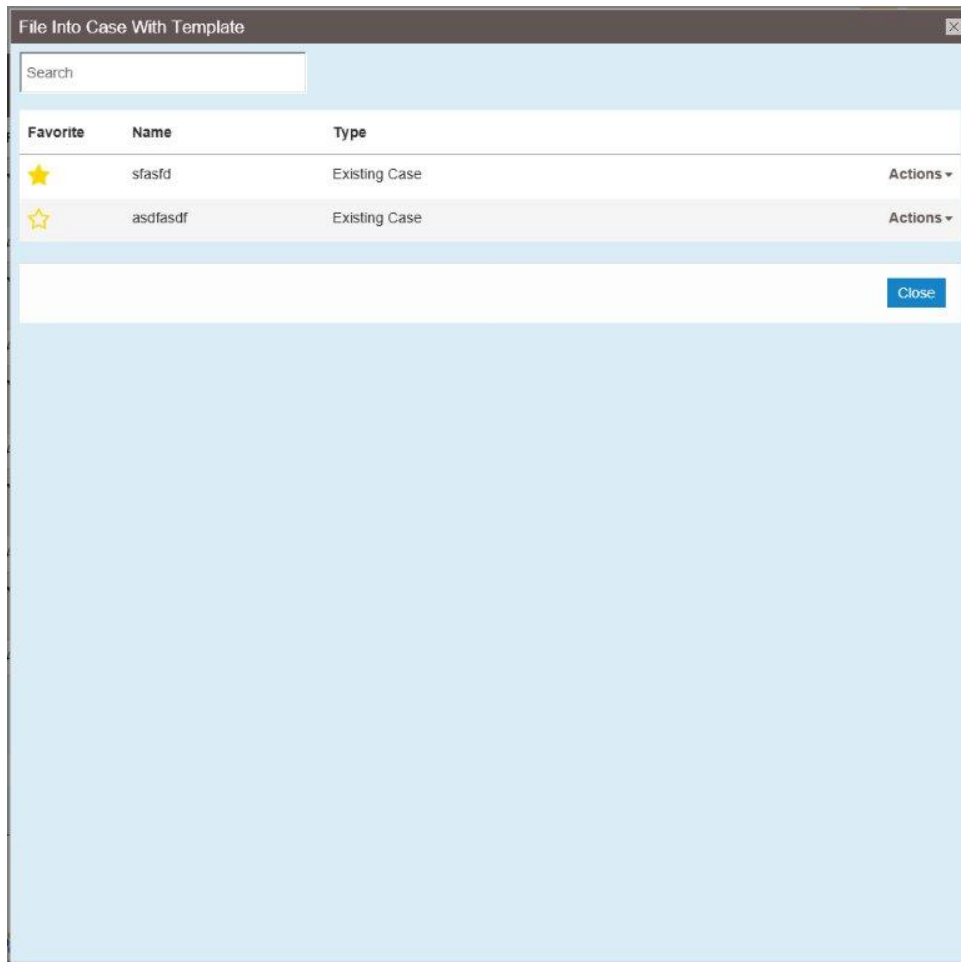 File Into Case With Template
Search
Favorite Name Type
sfasfd Existing Case Actions
asdfasdf Existing Case Actions
Close